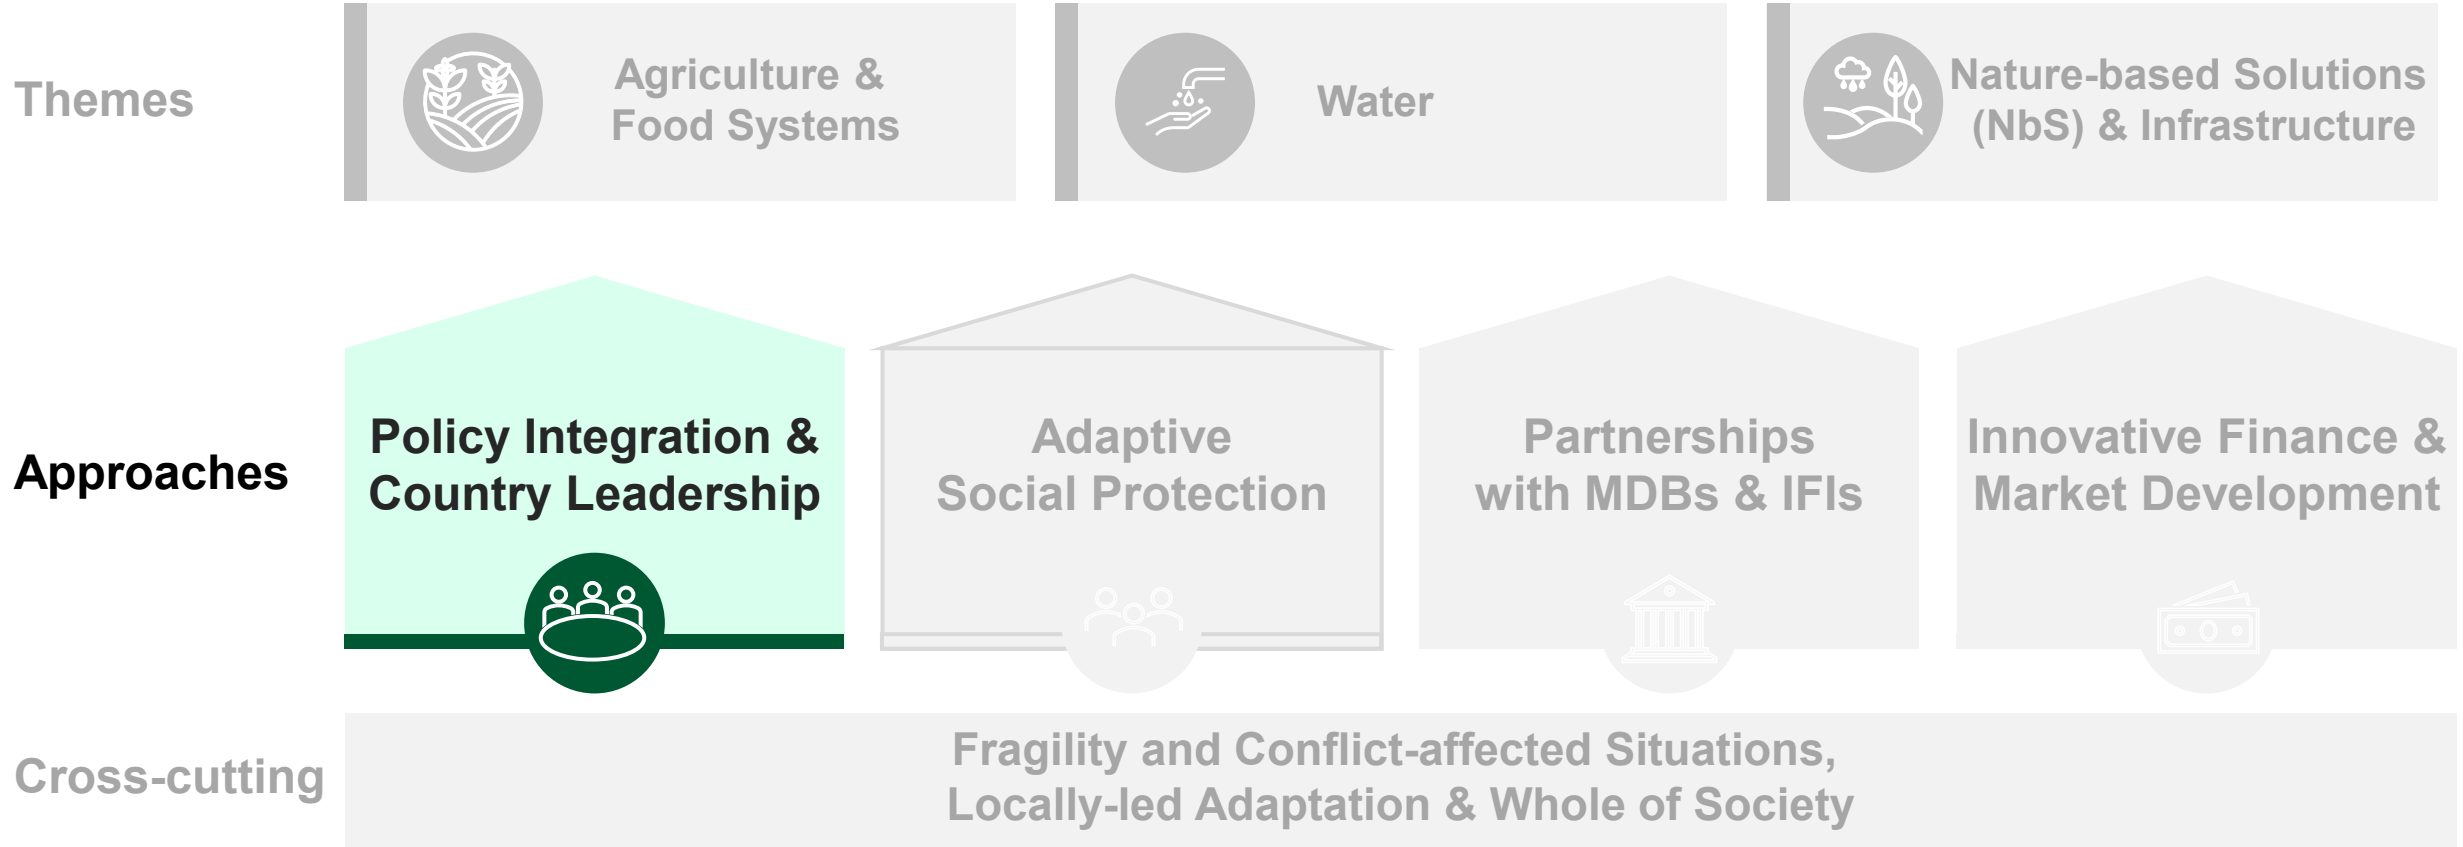 Themes
Agriculture &
Food Systems
Water
Nature-based Solutions
(NbS) & Infrastructure
Approaches
Policy Integration &
Country Leadership
Adaptive
Social Protection
Partnerships
with MDBs & IFIs
Innovative Finance &
Market Development
Cross-cutting
Fragility and Conflict-affected Situations,
Locally-led Adaptation & Whole of Society